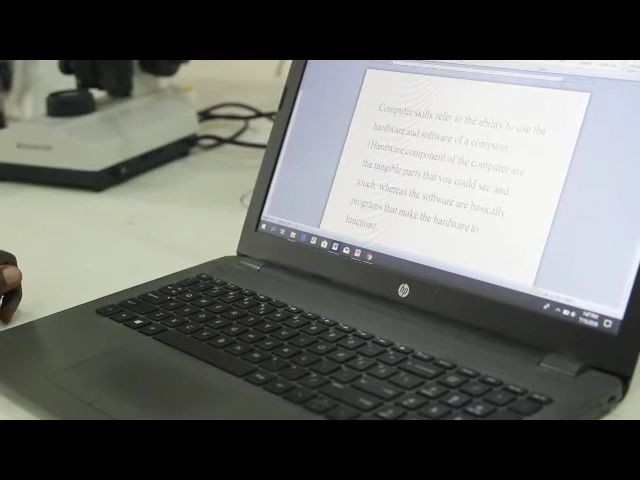 Computer skills refer to the ability to use the
hardware and software of a computer
(Hardware component of the computer are
the tangible parts that you could see and
touch; whereas the software are basically
programs that make the hardware to
function)
hp